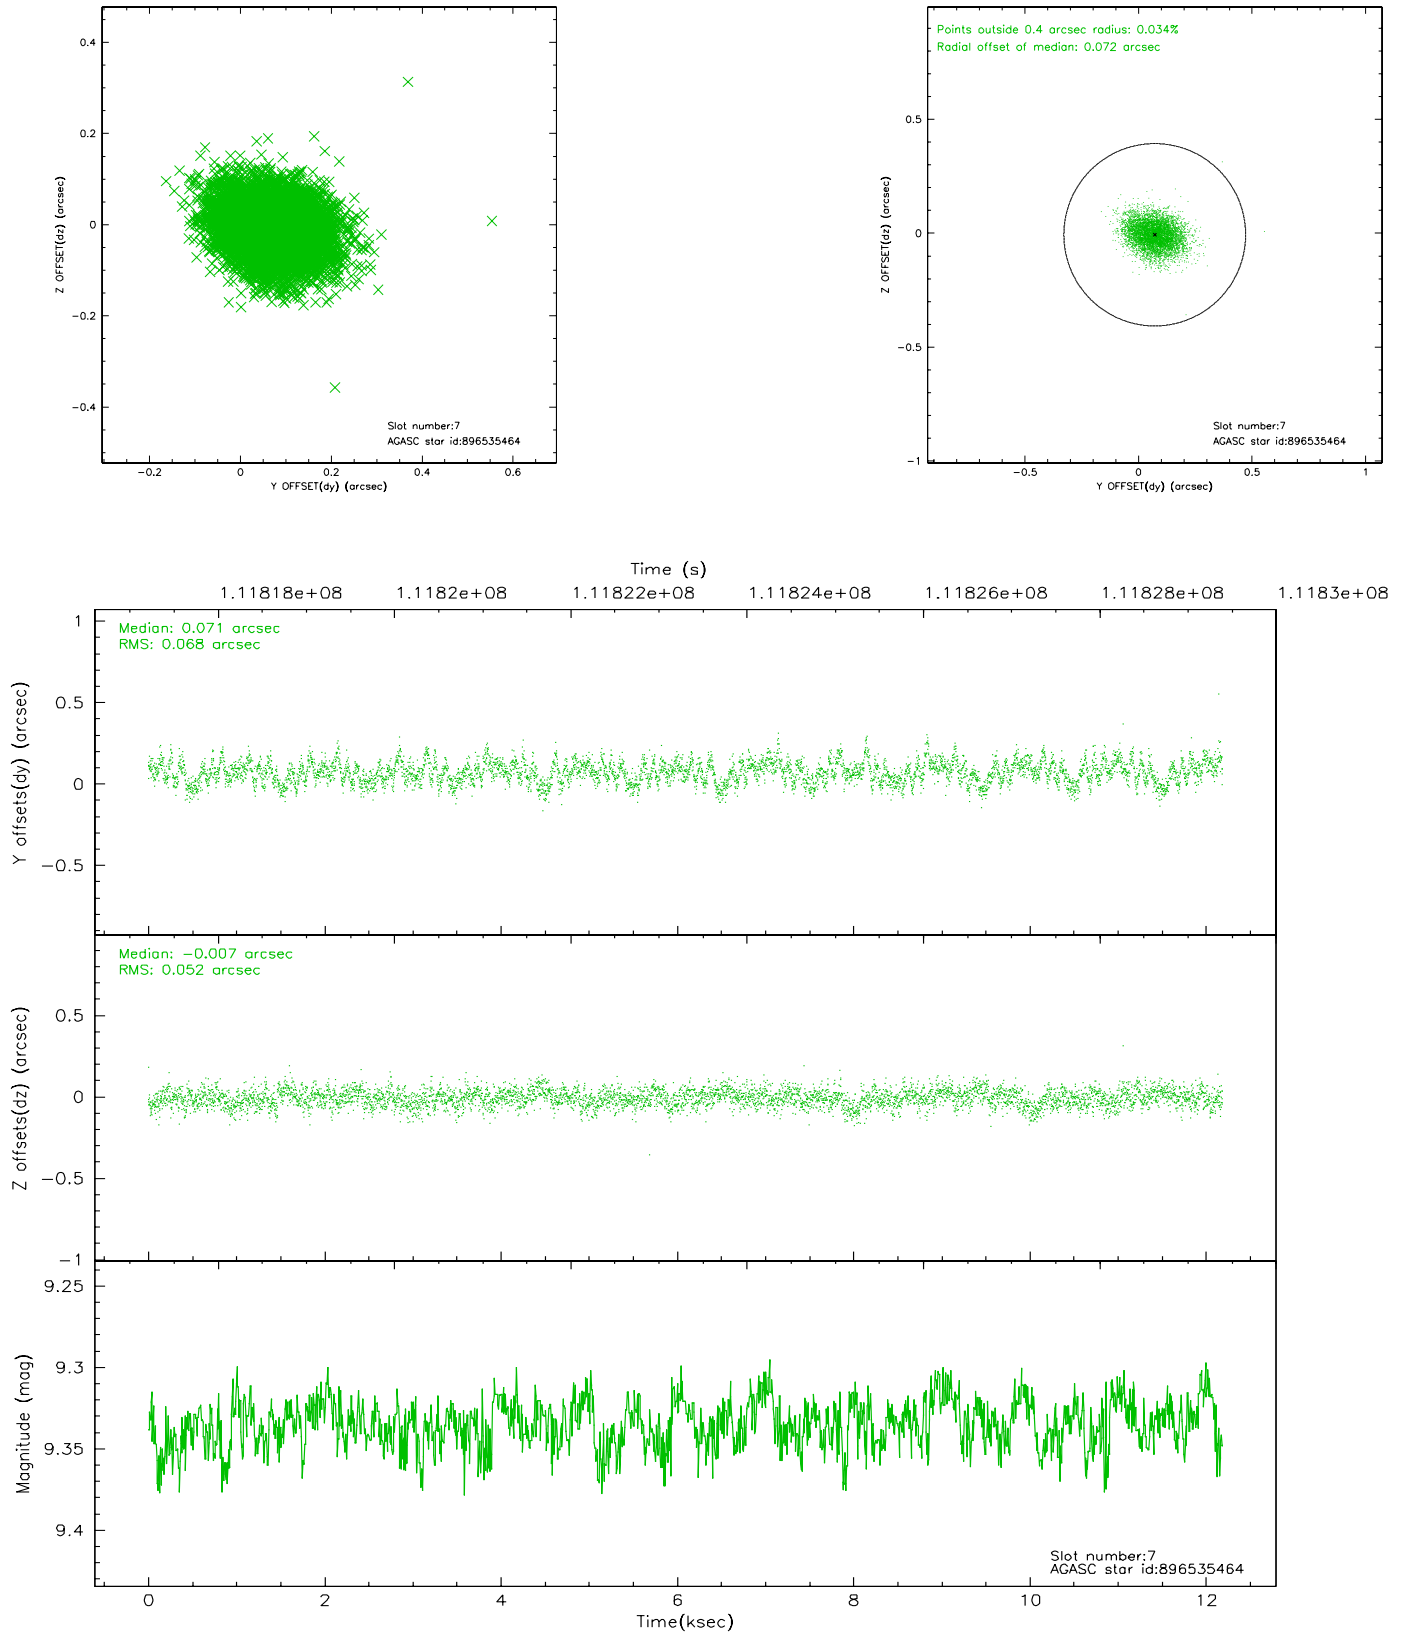 0.4
0.2
0
−0.2
−0.4
Z OFFSET(dz) (arcsec)
Slot number:7
AGASC star id:896535464
−0.2
0
0.2
0.4
0.6
Y OFFSET(dy) (arcsec)
Points outside 0.4 arcsec radius: 0.034%
Radial offset of median: 0.072 arcsec
0.5
0
−0.5
−1
Z OFFSET(dz) (arcsec)
Slot number:7
AGASC star id:896535464
−0.5
0
0.5
1
Y OFFSET(dy) (arcsec)
Time (s)
1.11818e+08
1.1182e+08
1.11822e+08
1.11824e+08
1.11826e+08
1.11828e+08
1.1183e+08
Median: 0.071 arcsec
RMS: 0.068 arcsec
1
0.5
0
−0.5
Y offsets(dy) (arcsec)
Median: −0.007 arcsec
RMS: 0.052 arcsec
0.5
0
−0.5
−1
Z offsets(dz) (arcsec)
9.25
9.3
9.35
9.4
Magnitude (mag)
Slot number:7
AGASC star id:896535464
0
2
4
6
8
10
12
Time(ksec)